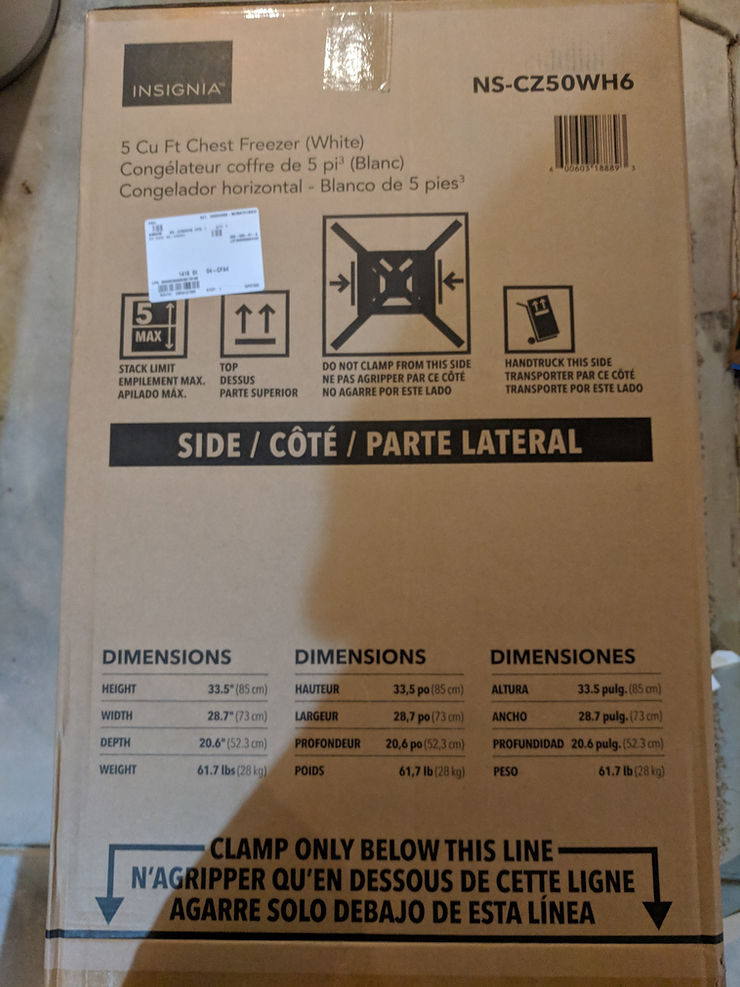 INSIGNIA™
NS-CZ50WH6
5 Cu Ft Chest Freezer (White)
Congélateur coffre de 5 pi³ (Blanc)
Congelador horizontal - Blanco de 5 pies³
6 00603 18889 3
1018 D1 04-CFA4
5
MAX
STACK LIMIT
EMPILEMENT MAX.
APILADO MÁX.
TOP
DESSUS
PARTE SUPERIOR
DO NOT CLAMP FROM THIS SIDE
NE PAS AGRIPPER PAR CE CÔTÉ
NO AGARRE POR ESTE LADO
HANDTRUCK THIS SIDE
TRANSPORTER PAR CE CÔTÉ
TRANSPORTE POR ESTE LADO
SIDE / CÔTÉ / PARTE LATERAL
DIMENSIONS
HEIGHT 33.5" (85 cm)
WIDTH 28.7" (73 cm)
DEPTH 20.6" (52.3 cm)
WEIGHT 61.7 lbs (28 kg)
DIMENSIONS
HAUTEUR 33,5 po (85 cm)
LARGEUR 28,7 po (73 cm)
PROFONDEUR 20,6 po (52,3 cm)
POIDS 61,7 lb (28 kg)
DIMENSIONES
ALTURA 33.5 pulg. (85 cm)
ANCHO 28.7 pulg. (73 cm)
PROFUNDIDAD 20.6 pulg. (52.3 cm)
PESO 61.7 lb (28 kg)
CLAMP ONLY BELOW THIS LINE
N'AGRIPPER QU'EN DESSOUS DE CETTE LIGNE
AGARRE SOLO DEBAJO DE ESTA LÍNEA